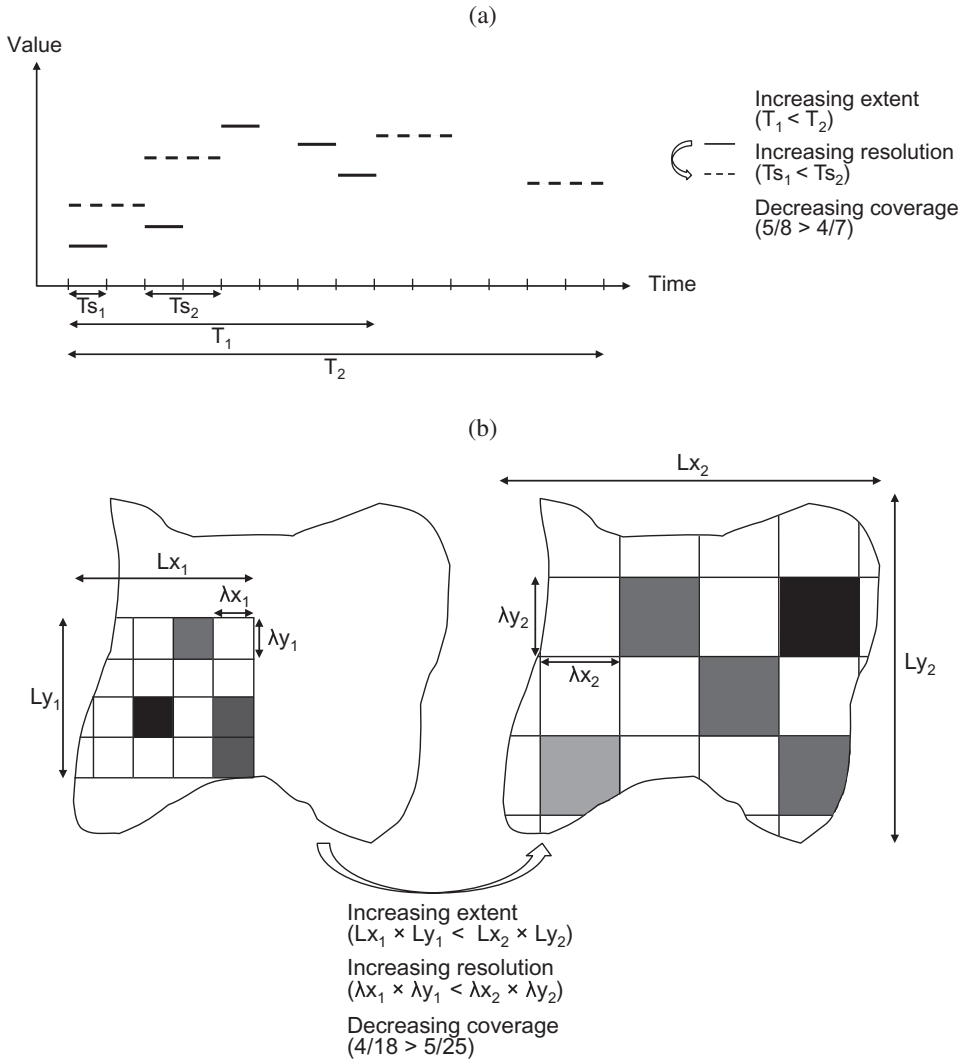 (a)
Value
Increasing extent
(T₁ < T₂)
Increasing resolution
(Ts₁ < Ts₂)
Decreasing coverage
(5/8 > 4/7)
Time
Ts₁
Ts₂
T₁
T₂
(b)
Lx₂
Lx₁
λx₁
λy₁
Ly₁
λy₂
λx₂
Ly₂
Increasing extent
(Lx₁ × Ly₁ < Lx₂ × Ly₂)
Increasing resolution
(λx₁ × λy₁ < λx₂ × λy₂)
Decreasing coverage
(4/18 > 5/25)